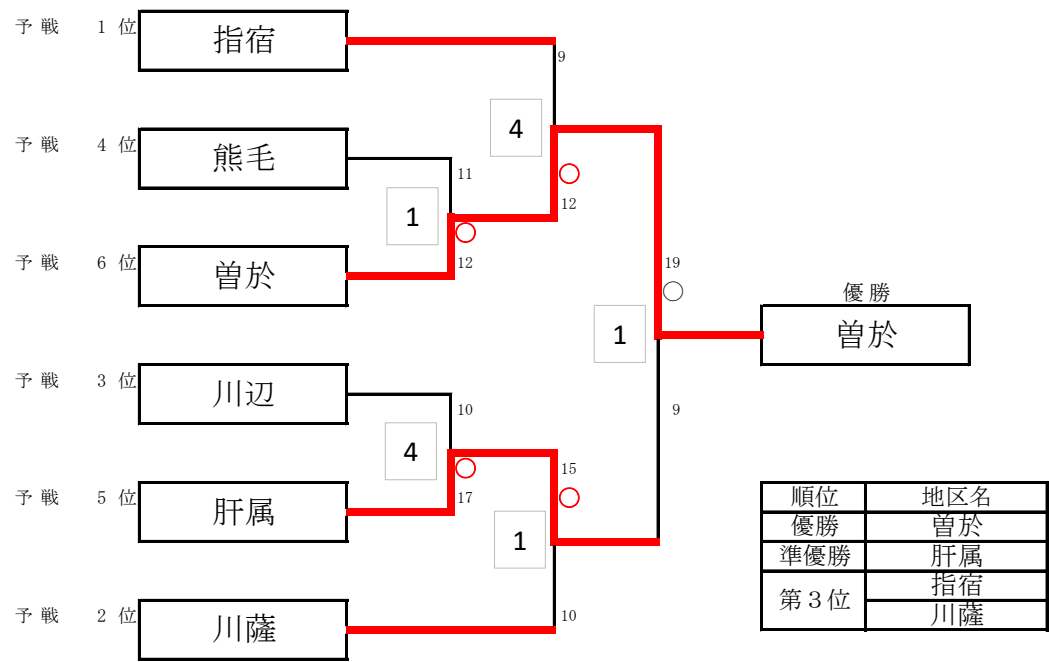 予戦 1 位 指宿
9
4
予戦 4 位 熊毛
11
12
1
予戦 6 位 曽於
12
19
優勝
曽於
1
予戦 3 位 川辺
10
9
4
15
予戦 5 位 肝属
17
1
予戦 2 位 川薩
10
順位 地区名
優勝 曽於
準優勝 肝属
第３位 指宿
川薩